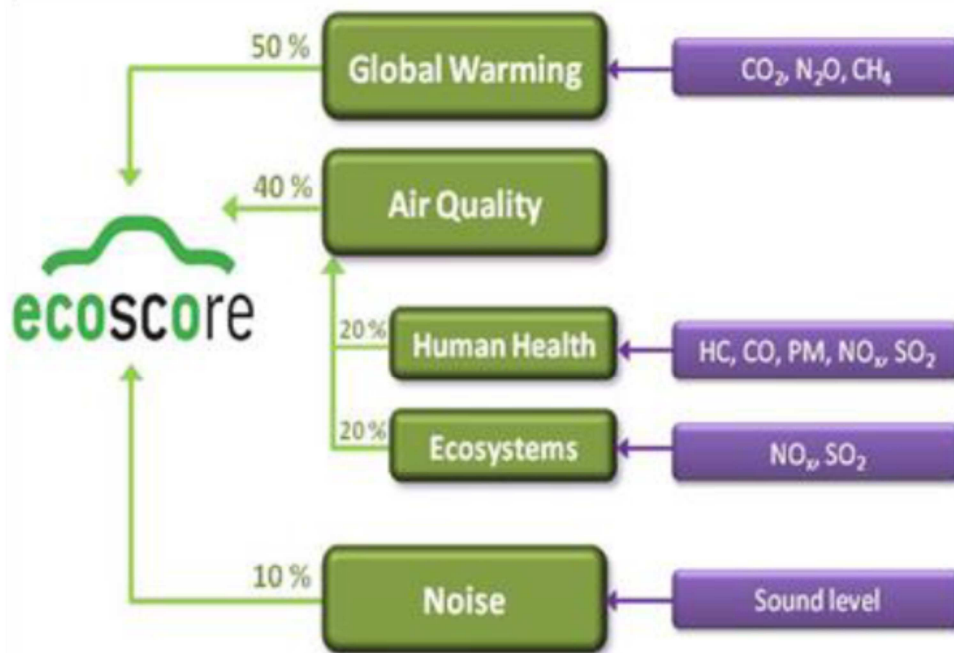 50 %
Global Warming
CO₂, N₂O, CH₄
40 %
Air Quality
ecoscore
20 %
Human Health
HC, CO, PM, NOₓ, SO₂
20 %
Ecosystems
NOₓ, SO₂
10 %
Noise
Sound level